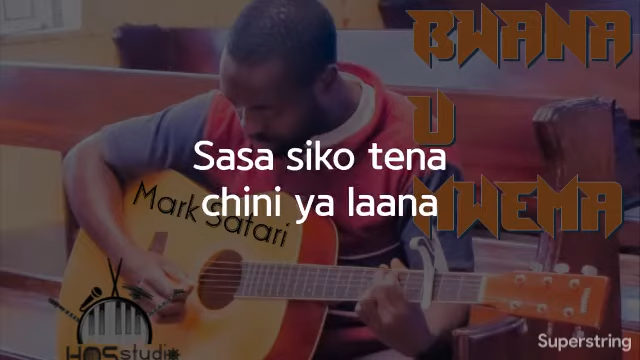 BWANA
U
MWEMA
Sasa siko tena
chini ya laana
Mark Safari
HOS studio
Superstring